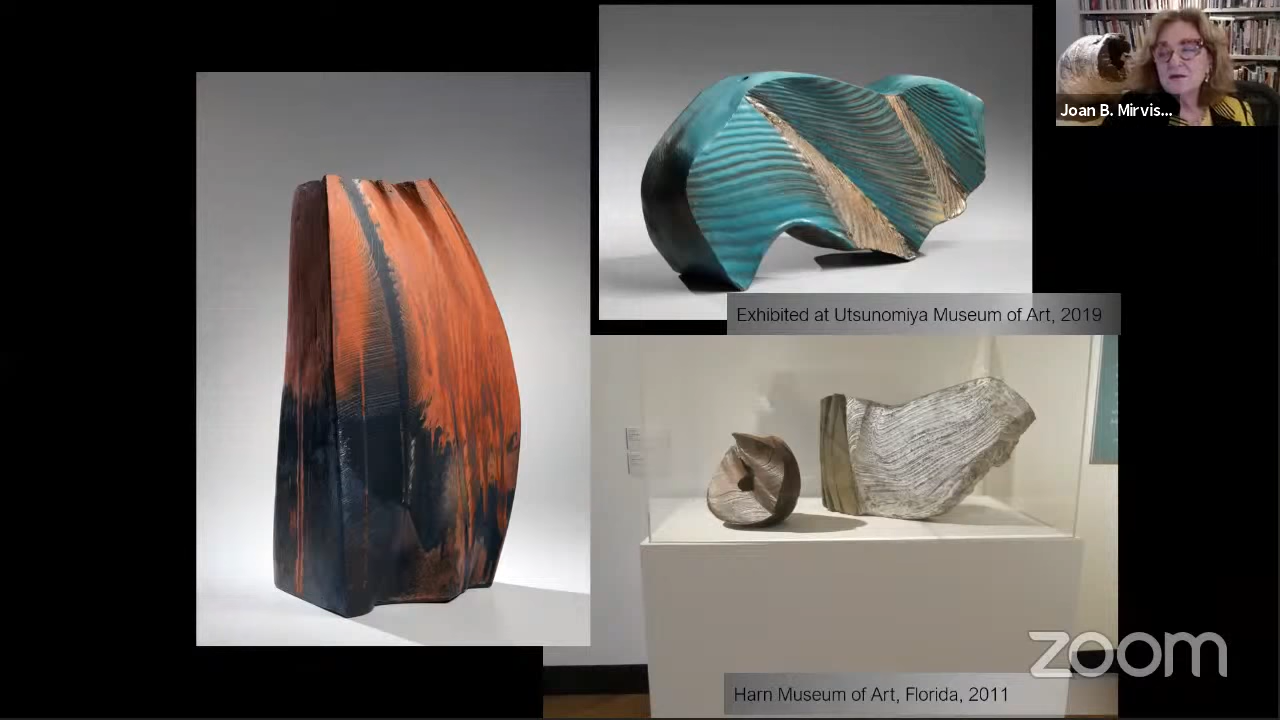 Joan B. Mirvis...
Exhibited at Utsunomiya Museum of Art, 2019
zoom
Harn Museum of Art, Florida, 2011